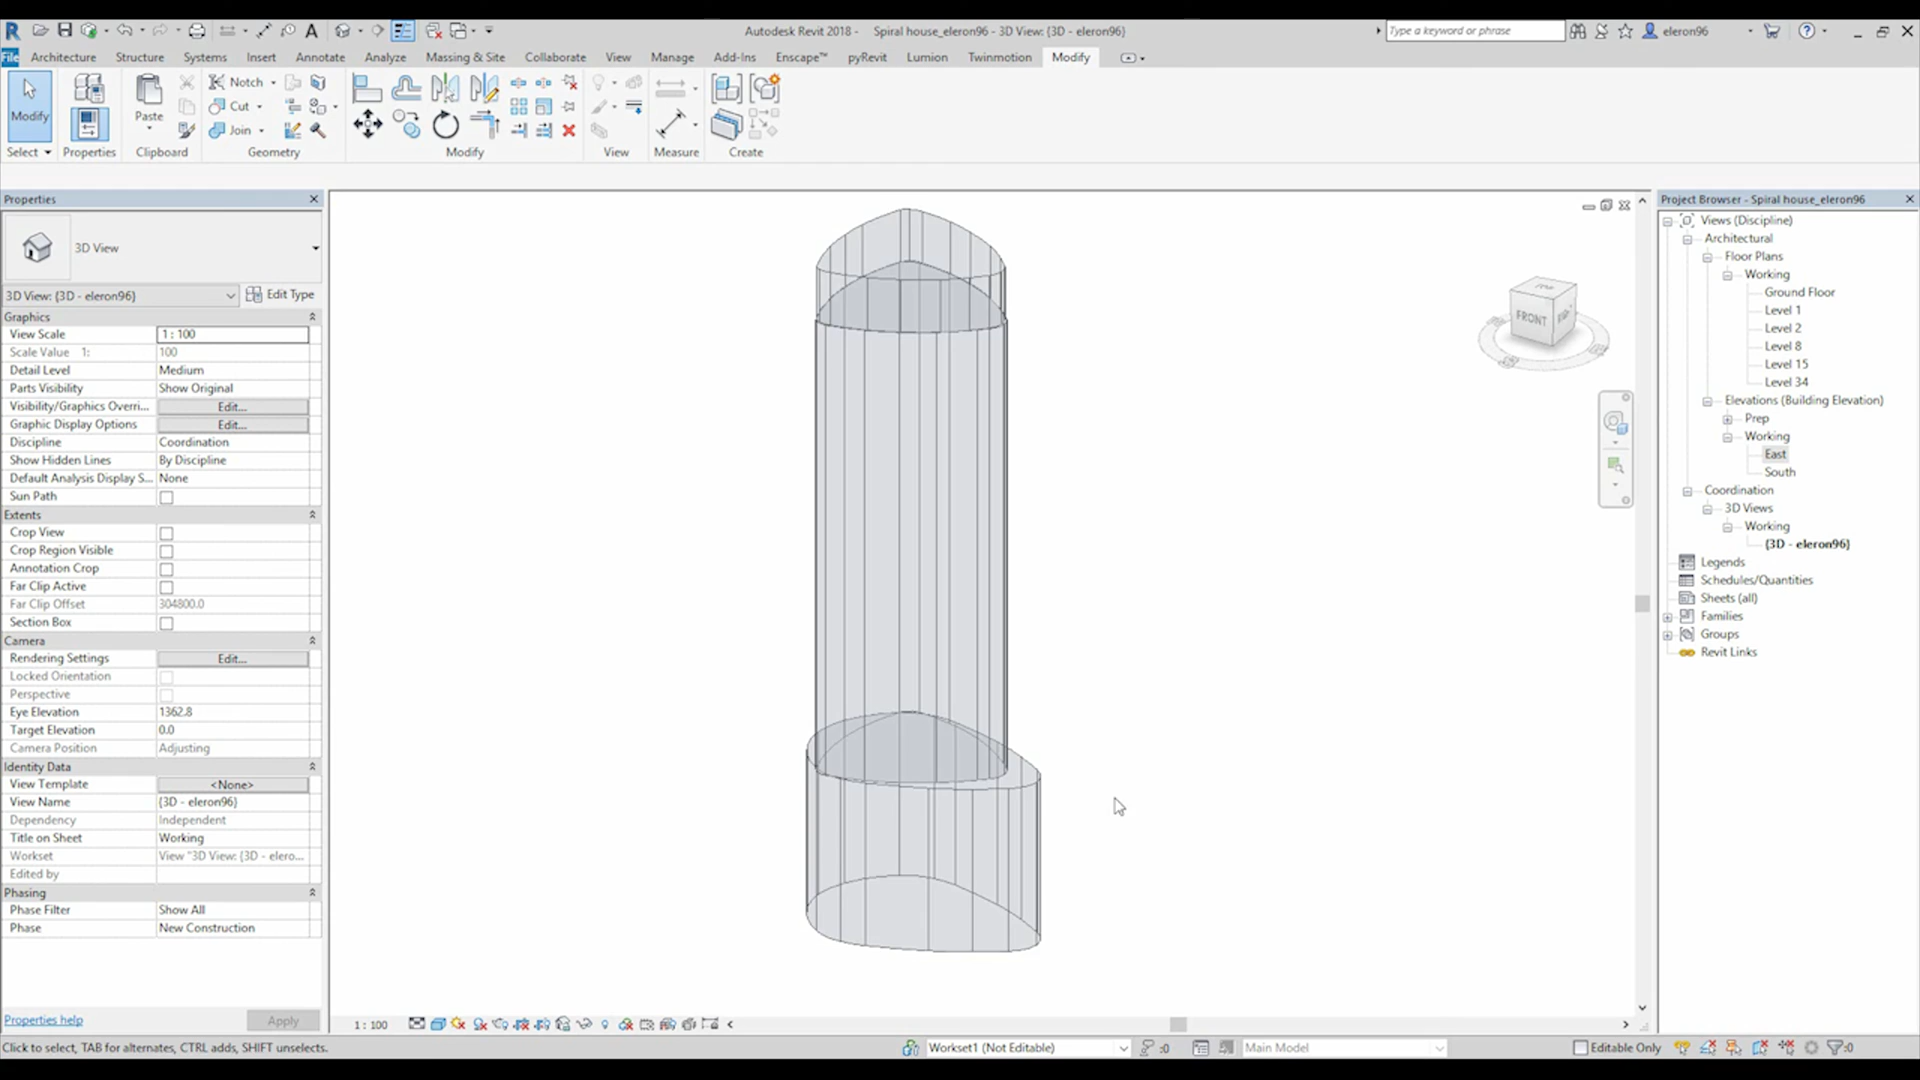 Autodesk Revit 2018 - Spiral house_eleron96 - 3D View: {3D - eleron96}
Type a keyword or phrase
eleron96
File Architecture Structure Systems Insert Annotate Analyze Massing & Site Collaborate View Manage Add-Ins Enscape™ pyRevit Lumion Twinmotion Modify
Notch
Cut
Join
Modify
Paste
Select Properties Clipboard Geometry Modify View Measure Create
Properties
3D View
3D View: {3D - eleron96}
Edit Type
Graphics
View Scale 1 : 100
Scale Value 1: 100
Detail Level Medium
Parts Visibility Show Original
Visibility/Graphics Overri... Edit...
Graphic Display Options Edit...
Discipline Coordination
Show Hidden Lines By Discipline
Default Analysis Display S... None
Sun Path
Extents
Crop View
Crop Region Visible
Annotation Crop
Far Clip Active
Far Clip Offset 304800.0
Section Box
Camera
Rendering Settings Edit...
Locked Orientation
Perspective
Eye Elevation 1362.8
Target Elevation 0.0
Camera Position Adjusting
Identity Data
View Template <None>
View Name {3D - eleron96}
Dependency Independent
Title on Sheet Working
Workset View "3D View: {3D - elero...
Edited by
Phasing
Phase Filter Show All
Phase New Construction
Properties help
Apply
TOP
FRONT
Project Browser - Spiral house_eleron96
Views (Discipline)
Architectural
Floor Plans
Working
Ground Floor
Level 1
Level 2
Level 8
Level 15
Level 34
Elevations (Building Elevation)
Prep
Working
East
South
Coordination
3D Views
Working
{3D - eleron96}
Legends
Schedules/Quantities
Sheets (all)
Families
Groups
Revit Links
1 : 100
Click to select, TAB for alternates, CTRL adds, SHIFT unselects.
Workset1 (Not Editable)
:0
Main Model
Editable Only
:0